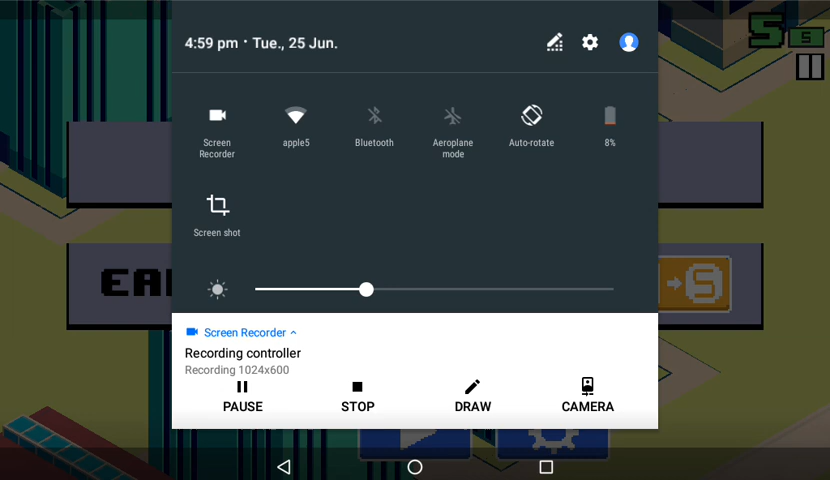 4:59 pm · Tue., 25 Jun.
Screen
Recorder
apple5
Bluetooth
Aeroplane
mode
Auto-rotate
8%
Screen shot
Screen Recorder
Recording controller
Recording 1024x600
PAUSE
STOP
DRAW
CAMERA
5
S
S